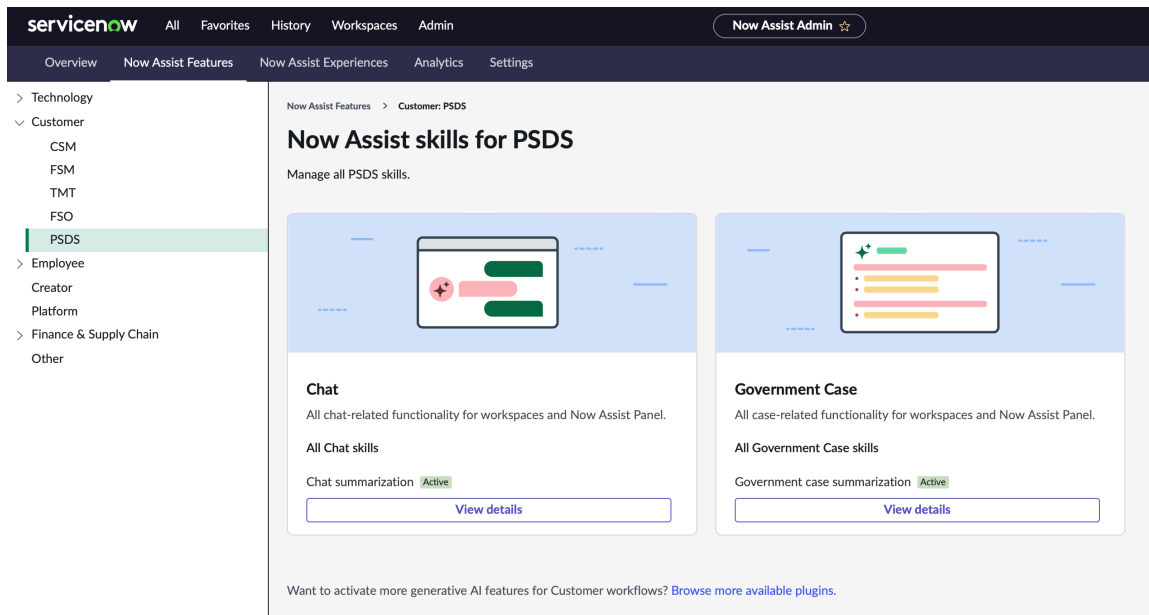 servicenow All Favorites History Workspaces Admin Now Assist Admin
Overview Now Assist Features Now Assist Experiences Analytics Settings
Technology
Customer
CSM
FSM
TMT
FSO
PSDS
Employee
Creator
Platform
Finance & Supply Chain
Other
Now Assist Features > Customer: PSDS
Now Assist skills for PSDS
Manage all PSDS skills.
Chat
All chat-related functionality for workspaces and Now Assist Panel.
All Chat skills
Chat summarization Active
View details
Government Case
All case-related functionality for workspaces and Now Assist Panel.
All Government Case skills
Government case summarization Active
View details
Want to activate more generative AI features for Customer workflows? Browse more available plugins.